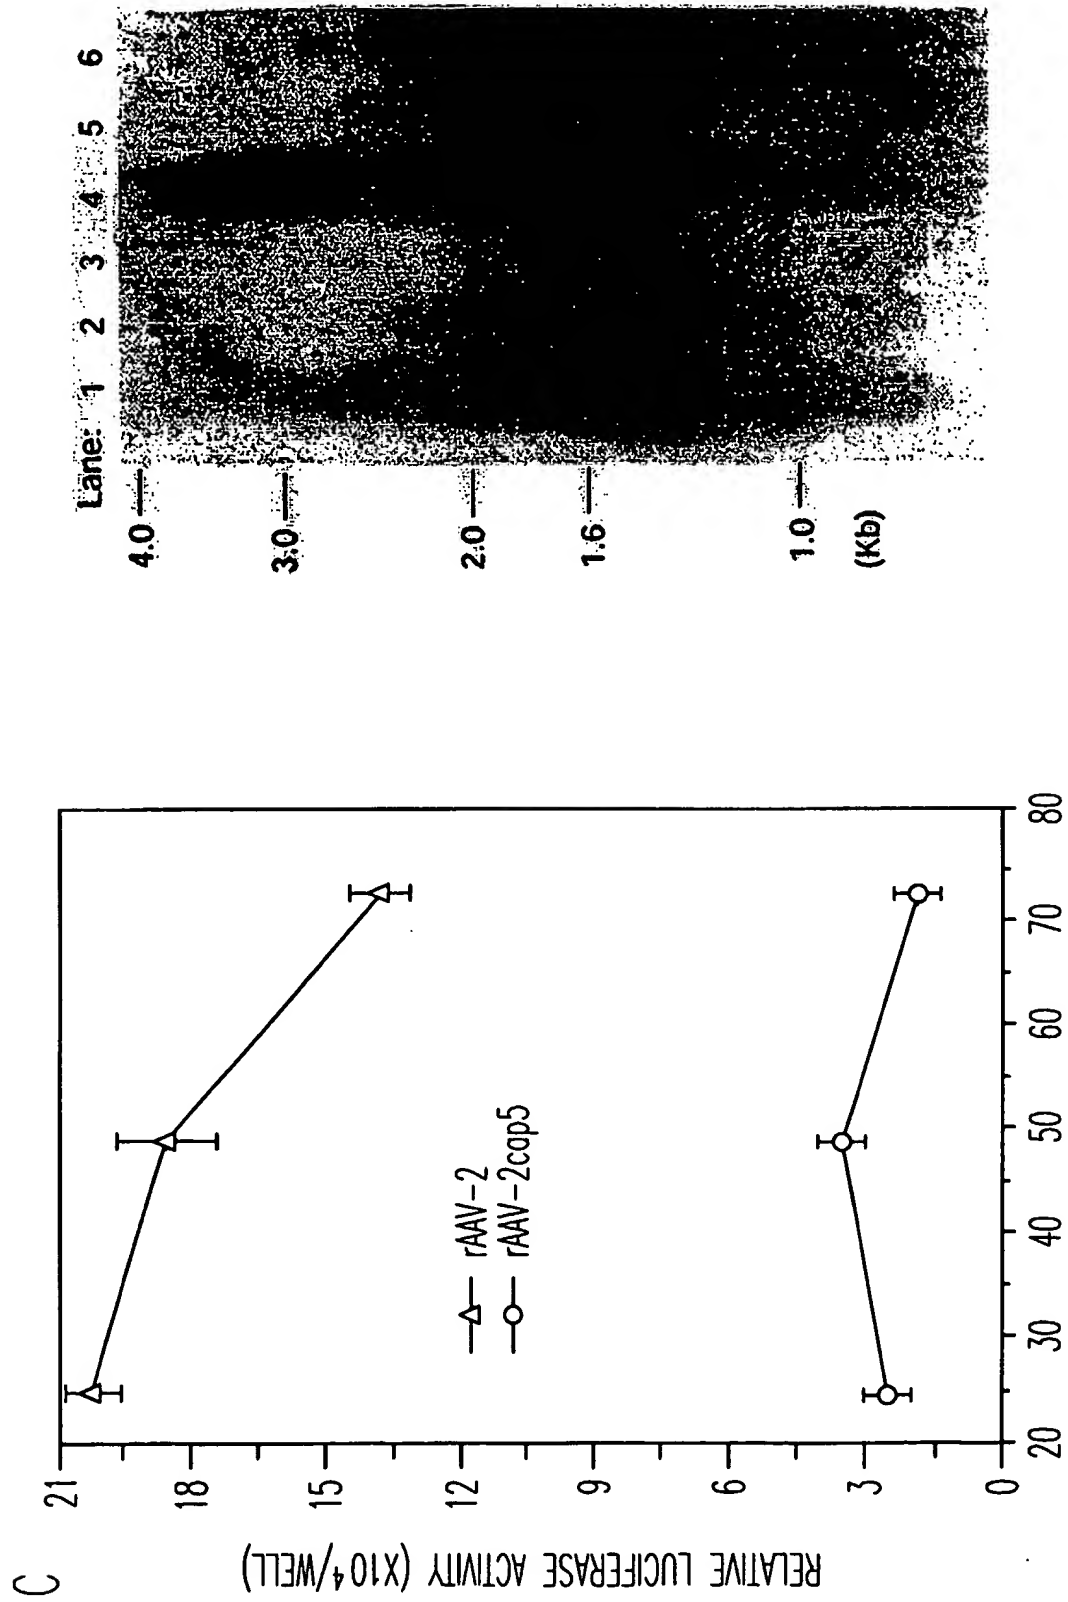 C
RELATIVE LUCIFERASE ACTIVITY (X10⁴/WELL)
21
18
15
12
9
6
3
0
20 30 40 50 60 70 80
rAAV-2
rAAV-2cap5
Lane: 1 2 3 4 5 6
4.0
3.0
2.0
1.6
1.0
(Kb)